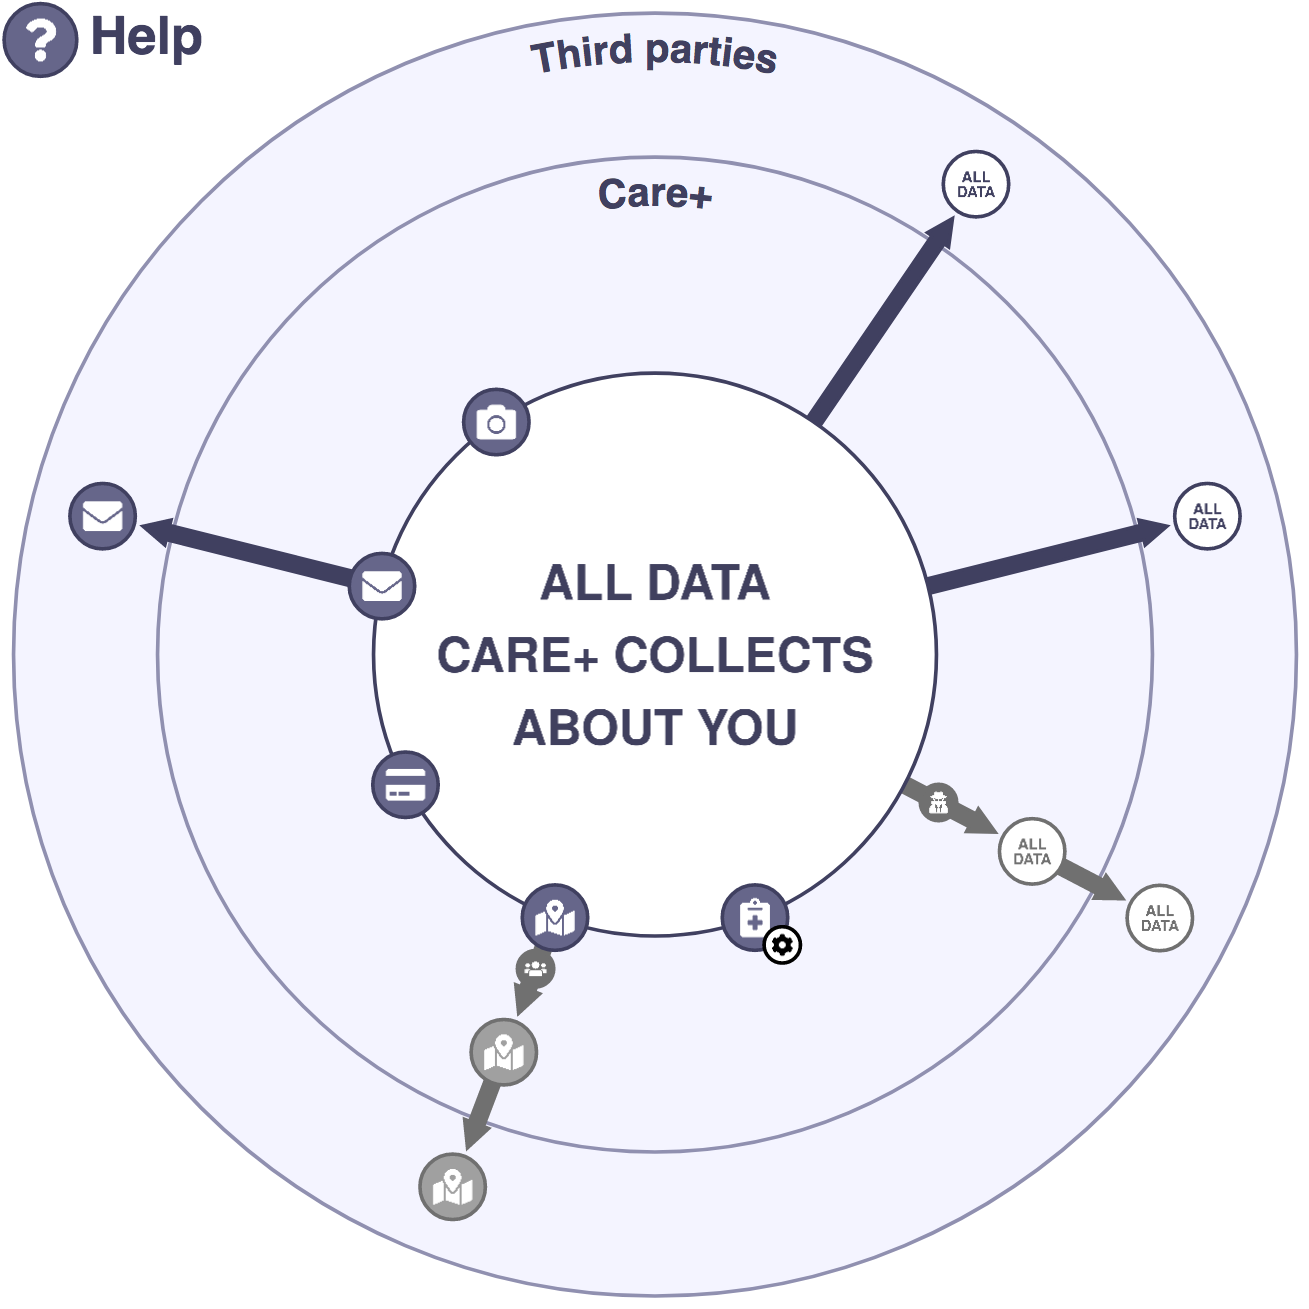 ? Help
Third parties
Care+
ALL
DATA
ALL
DATA
ALL DATA
CARE+ COLLECTS
ABOUT YOU
ALL
DATA
ALL
DATA